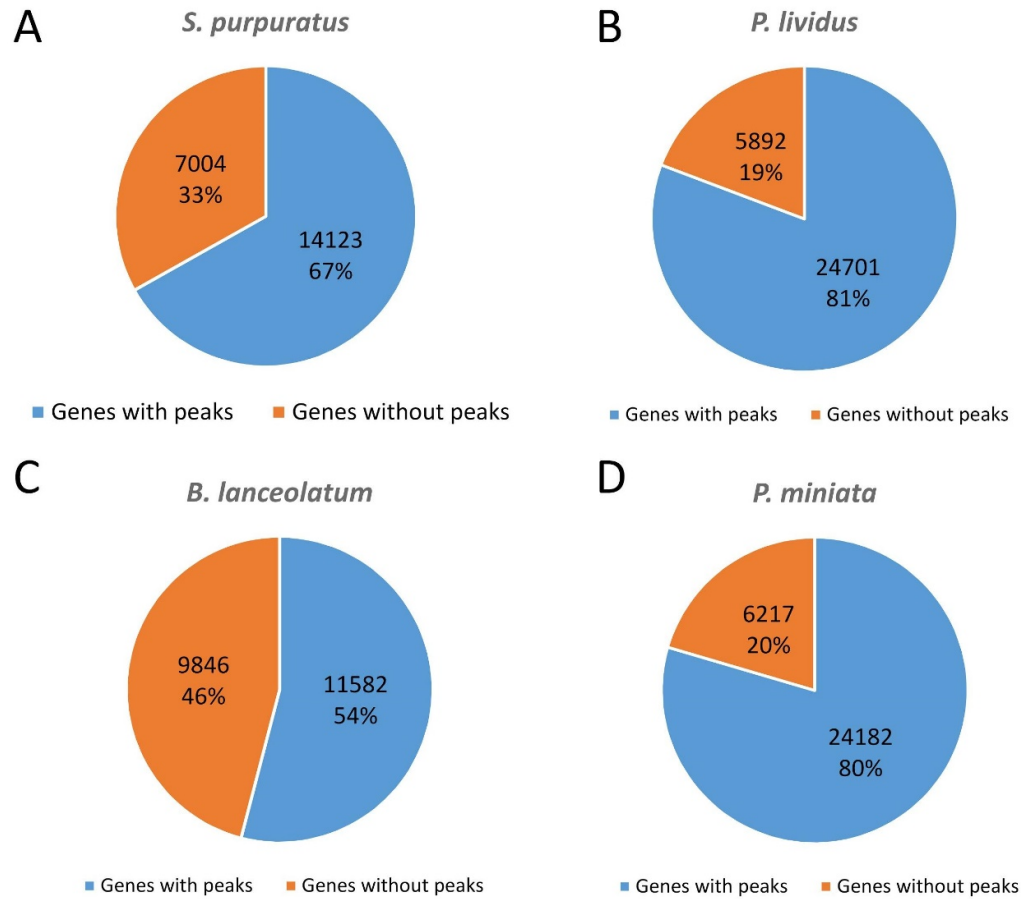 A
S. purpuratus
7004
33%
14123
67%
Genes with peaks
Genes without peaks
B
P. lividus
5892
19%
24701
81%
Genes with peaks
Genes without peaks
C
B. lanceolatum
9846
46%
11582
54%
Genes with peaks
Genes without peaks
D
P. miniata
6217
20%
24182
80%
Genes with peaks
Genes without peaks